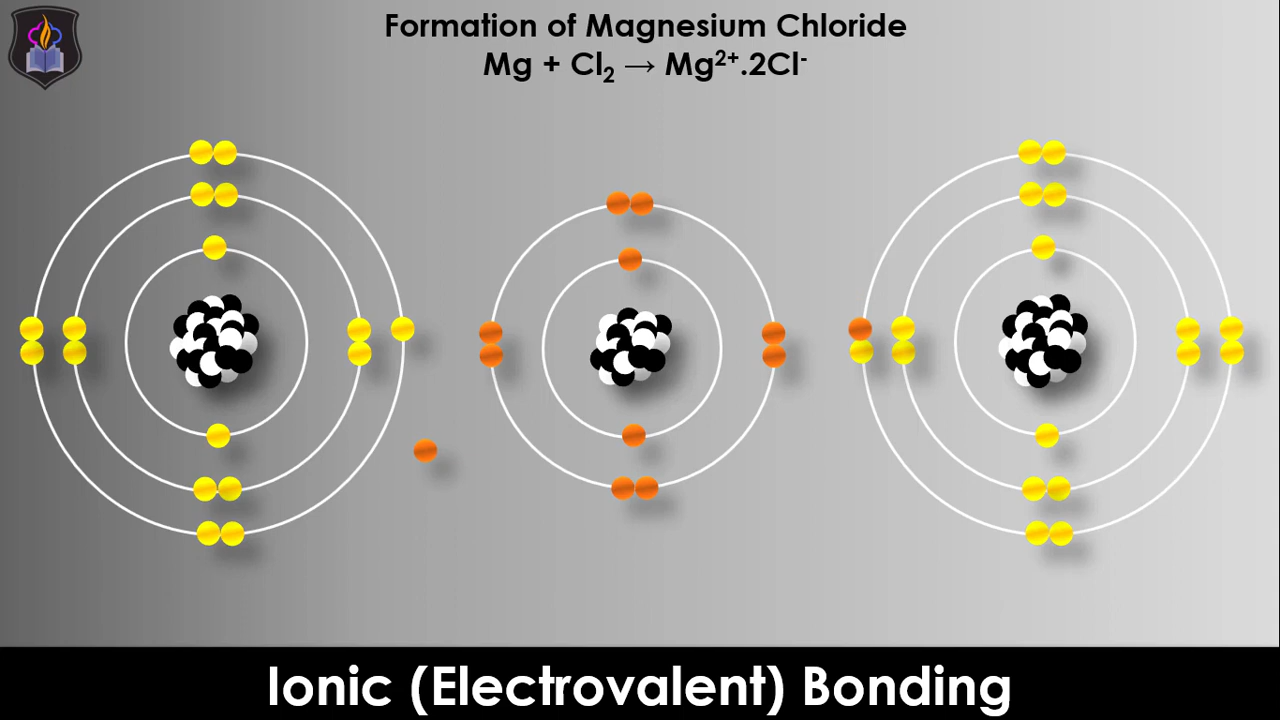 Formation of Magnesium Chloride
Mg + Cl₂ → Mg²⁺.2Cl⁻
Ionic (Electrovalent) Bonding